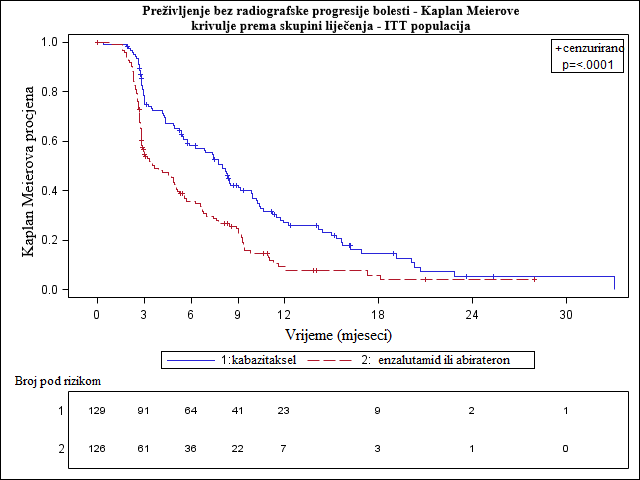 Preživljenje bez radiografske progresije bolesti - Kaplan Meierove
krivulje prema skupini liječenja - ITT populacija
+cenzurirano
p=<.0001
Kaplan Meierova procjena
1.0
0.8
0.6
0.4
0.2
0.0
0 3 6 9 12 18 24 30
Vrijeme (mjeseci)
1:kabazitaksel 2: enzalutamid ili abirateron
Broj pod rizikom
1 129 91 64 41 23 9 2 1
2 126 61 36 22 7 3 1 0